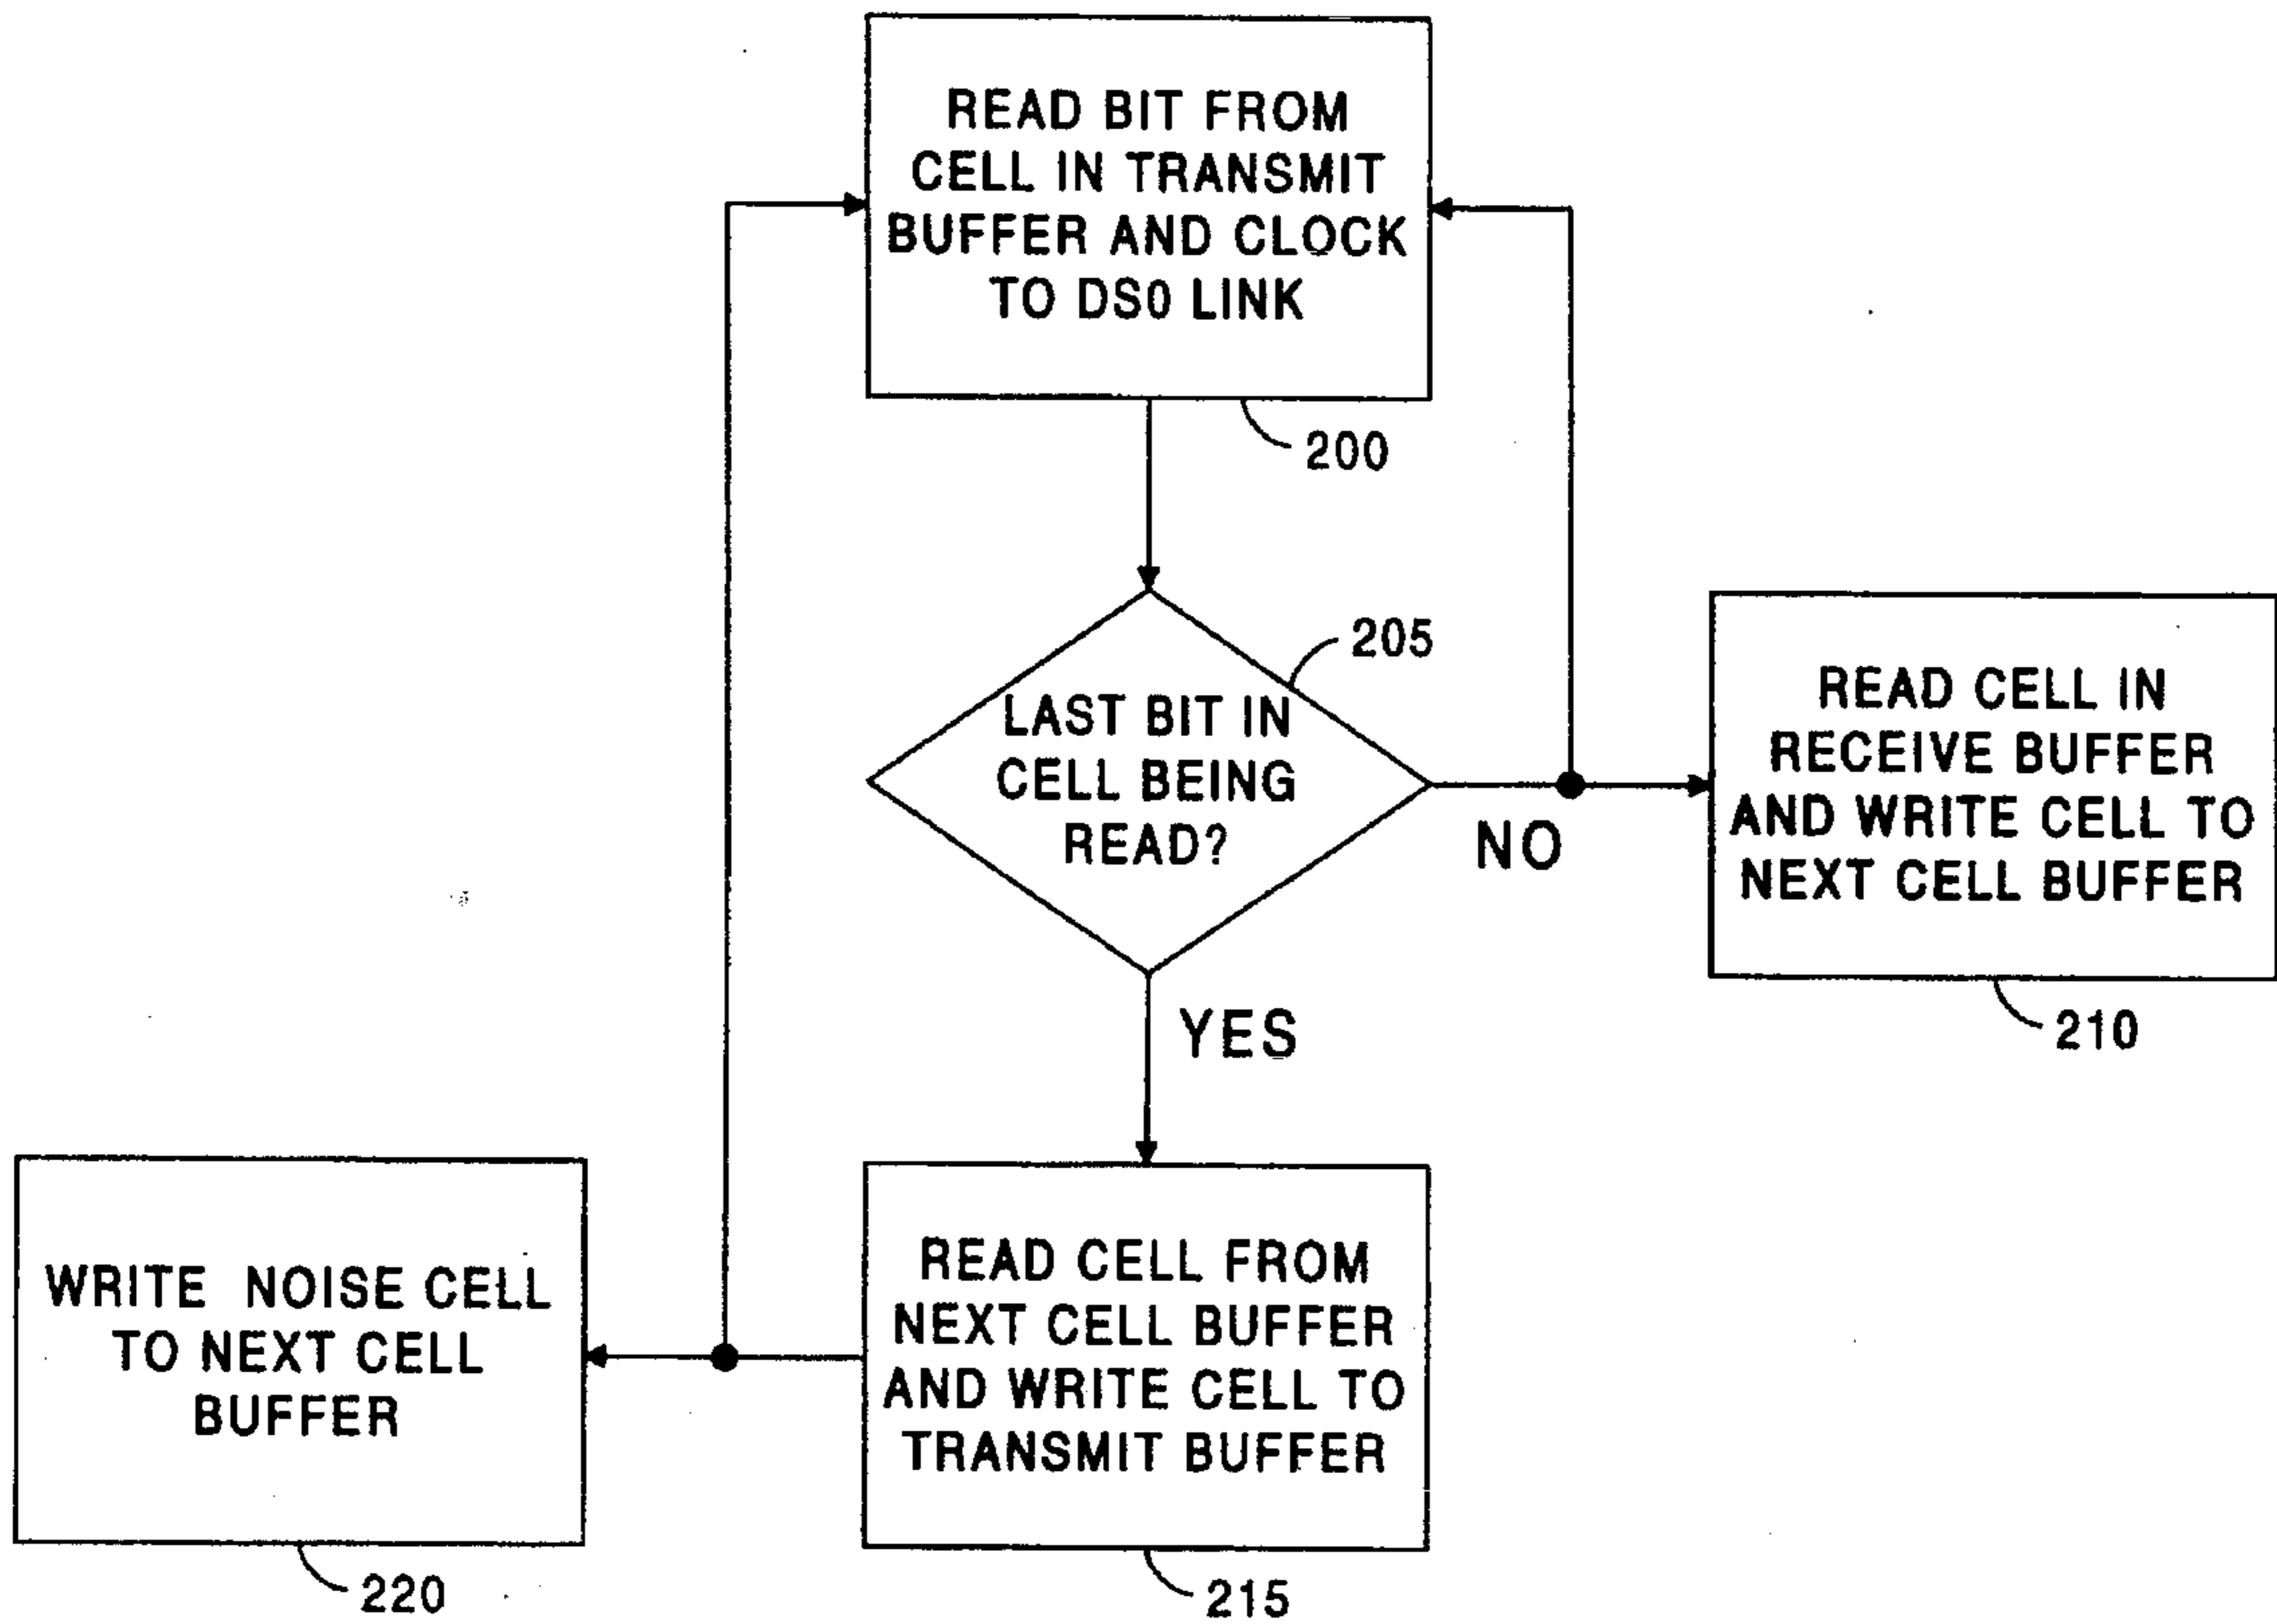 READ BIT FROM
CELL IN TRANSMIT
BUFFER AND CLOCK
TO DS0 LINK
200
205
LAST BIT IN
CELL BEING
READ?
NO
READ CELL IN
RECEIVE BUFFER
AND WRITE CELL TO
NEXT CELL BUFFER
210
YES
WRITE NOISE CELL
TO NEXT CELL
BUFFER
220
READ CELL FROM
NEXT CELL BUFFER
AND WRITE CELL TO
TRANSMIT BUFFER
215